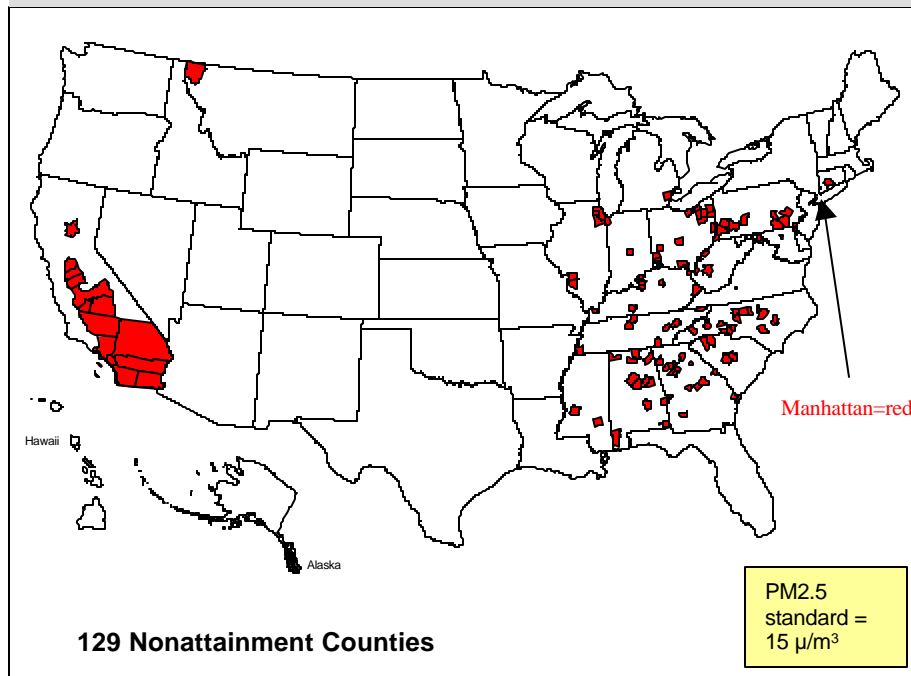 Manhattan=red
Hawaii
Alaska
PM2.5
standard =
15 µ/m³
129 Nonattainment Counties